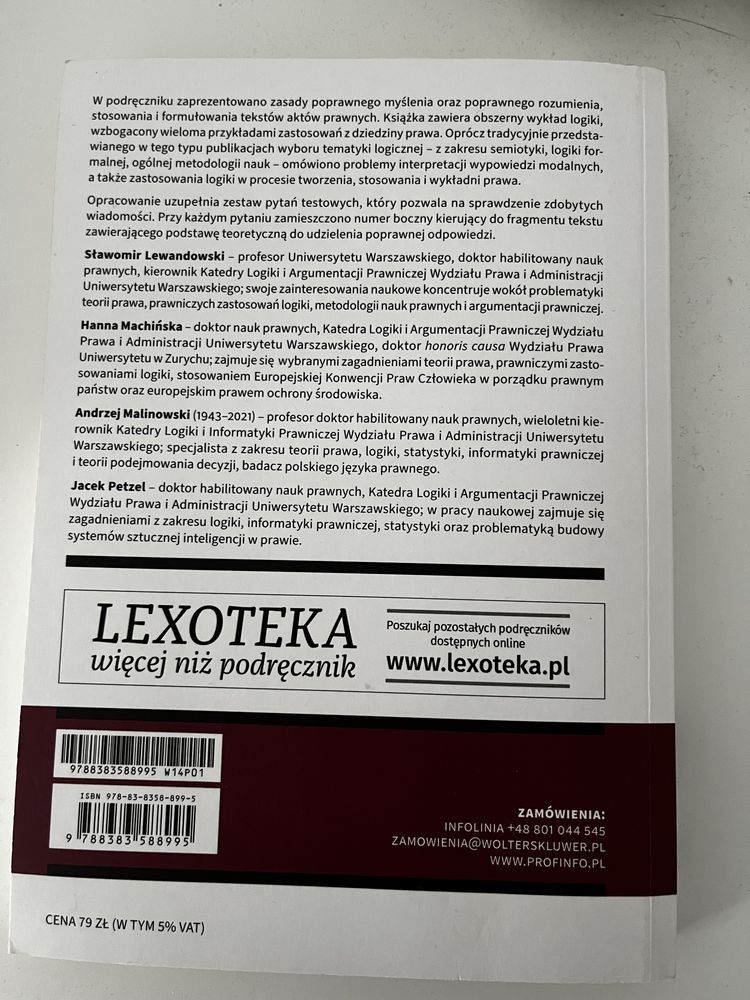 W podręczniku zaprezentowano zasady poprawnego myślenia oraz poprawnego rozumienia,
stosowania i formułowania tekstów aktów prawnych. Książka zawiera obszerny wykład logiki,
wzbogacony wieloma przykładami zastosowań z dziedziny prawa. Oprócz tradycyjnie przedsta-
wianego w tego typu publikacjach wyboru tematyki logicznej – z zakresu semiotyki, logiki for-
malnej, ogólnej metodologii nauk – omówiono problemy interpretacji wypowiedzi modalnych,
a także zastosowania logiki w procesie tworzenia, stosowania i wykładni prawa.
Opracowanie uzupełnia zestaw pytań testowych, który pozwala na sprawdzenie zdobytych
wiadomości. Przy każdym pytaniu zamieszczono numer boczny kierujący do fragmentu tekstu
zawierającego podstawę teoretyczną do udzielenia poprawnej odpowiedzi.
Sławomir Lewandowski – profesor Uniwersytetu Warszawskiego, doktor habilitowany nauk
prawnych, kierownik Katedry Logiki i Argumentacji Prawniczej Wydziału Prawa i Administracji
Uniwersytetu Warszawskiego; swoje zainteresowania naukowe koncentruje wokół problematyki
teorii prawa, prawniczych zastosowań logiki, metodologii nauk prawnych i argumentacji prawniczej.
Hanna Machińska – doktor nauk prawnych, Katedra Logiki i Argumentacji Prawniczej Wydziału
Prawa i Administracji Uniwersytetu Warszawskiego, doktor honoris causa Wydziału Prawa
Uniwersytetu w Zurychu; zajmuje się wybranymi zagadnieniami teorii prawa, prawniczymi zasto-
sowaniami logiki, stosowaniem Europejskiej Konwencji Praw Człowieka w porządku prawnym
państw oraz europejskim prawem ochrony środowiska.
Andrzej Malinowski (1943–2021) – profesor doktor habilitowany nauk prawnych, wieloletni kie-
rownik Katedry Logiki i Informatyki Prawniczej Wydziału Prawa i Administracji Uniwersytetu
Warszawskiego; specjalista z zakresu teorii prawa, logiki, statystyki, informatyki prawniczej
i teorii podejmowania decyzji, badacz polskiego języka prawnego.
Jacek Petzel – doktor habilitowany nauk prawnych, Katedra Logiki i Argumentacji Prawniczej
Wydziału Prawa i Administracji Uniwersytetu Warszawskiego; w pracy naukowej zajmuje się
zagadnieniami z zakresu logiki, informatyki prawniczej, statystyki oraz problematyką budowy
systemów sztucznej inteligencji w prawie.
LEXOTEKA
więcej niż podręcznik
Poszukaj pozostałych podręczników
dostępnych online
www.lexoteka.pl
9788383588995 W14P01
ISBN 978-83-8358-899-5
9 788383 588995
ZAMÓWIENIA:
INFOLINIA +48 801 044 545
ZAMOWIENIA@WOLTERSKLUWER.PL
WWW.PROFINFO.PL
CENA 79 ZŁ (W TYM 5% VAT)